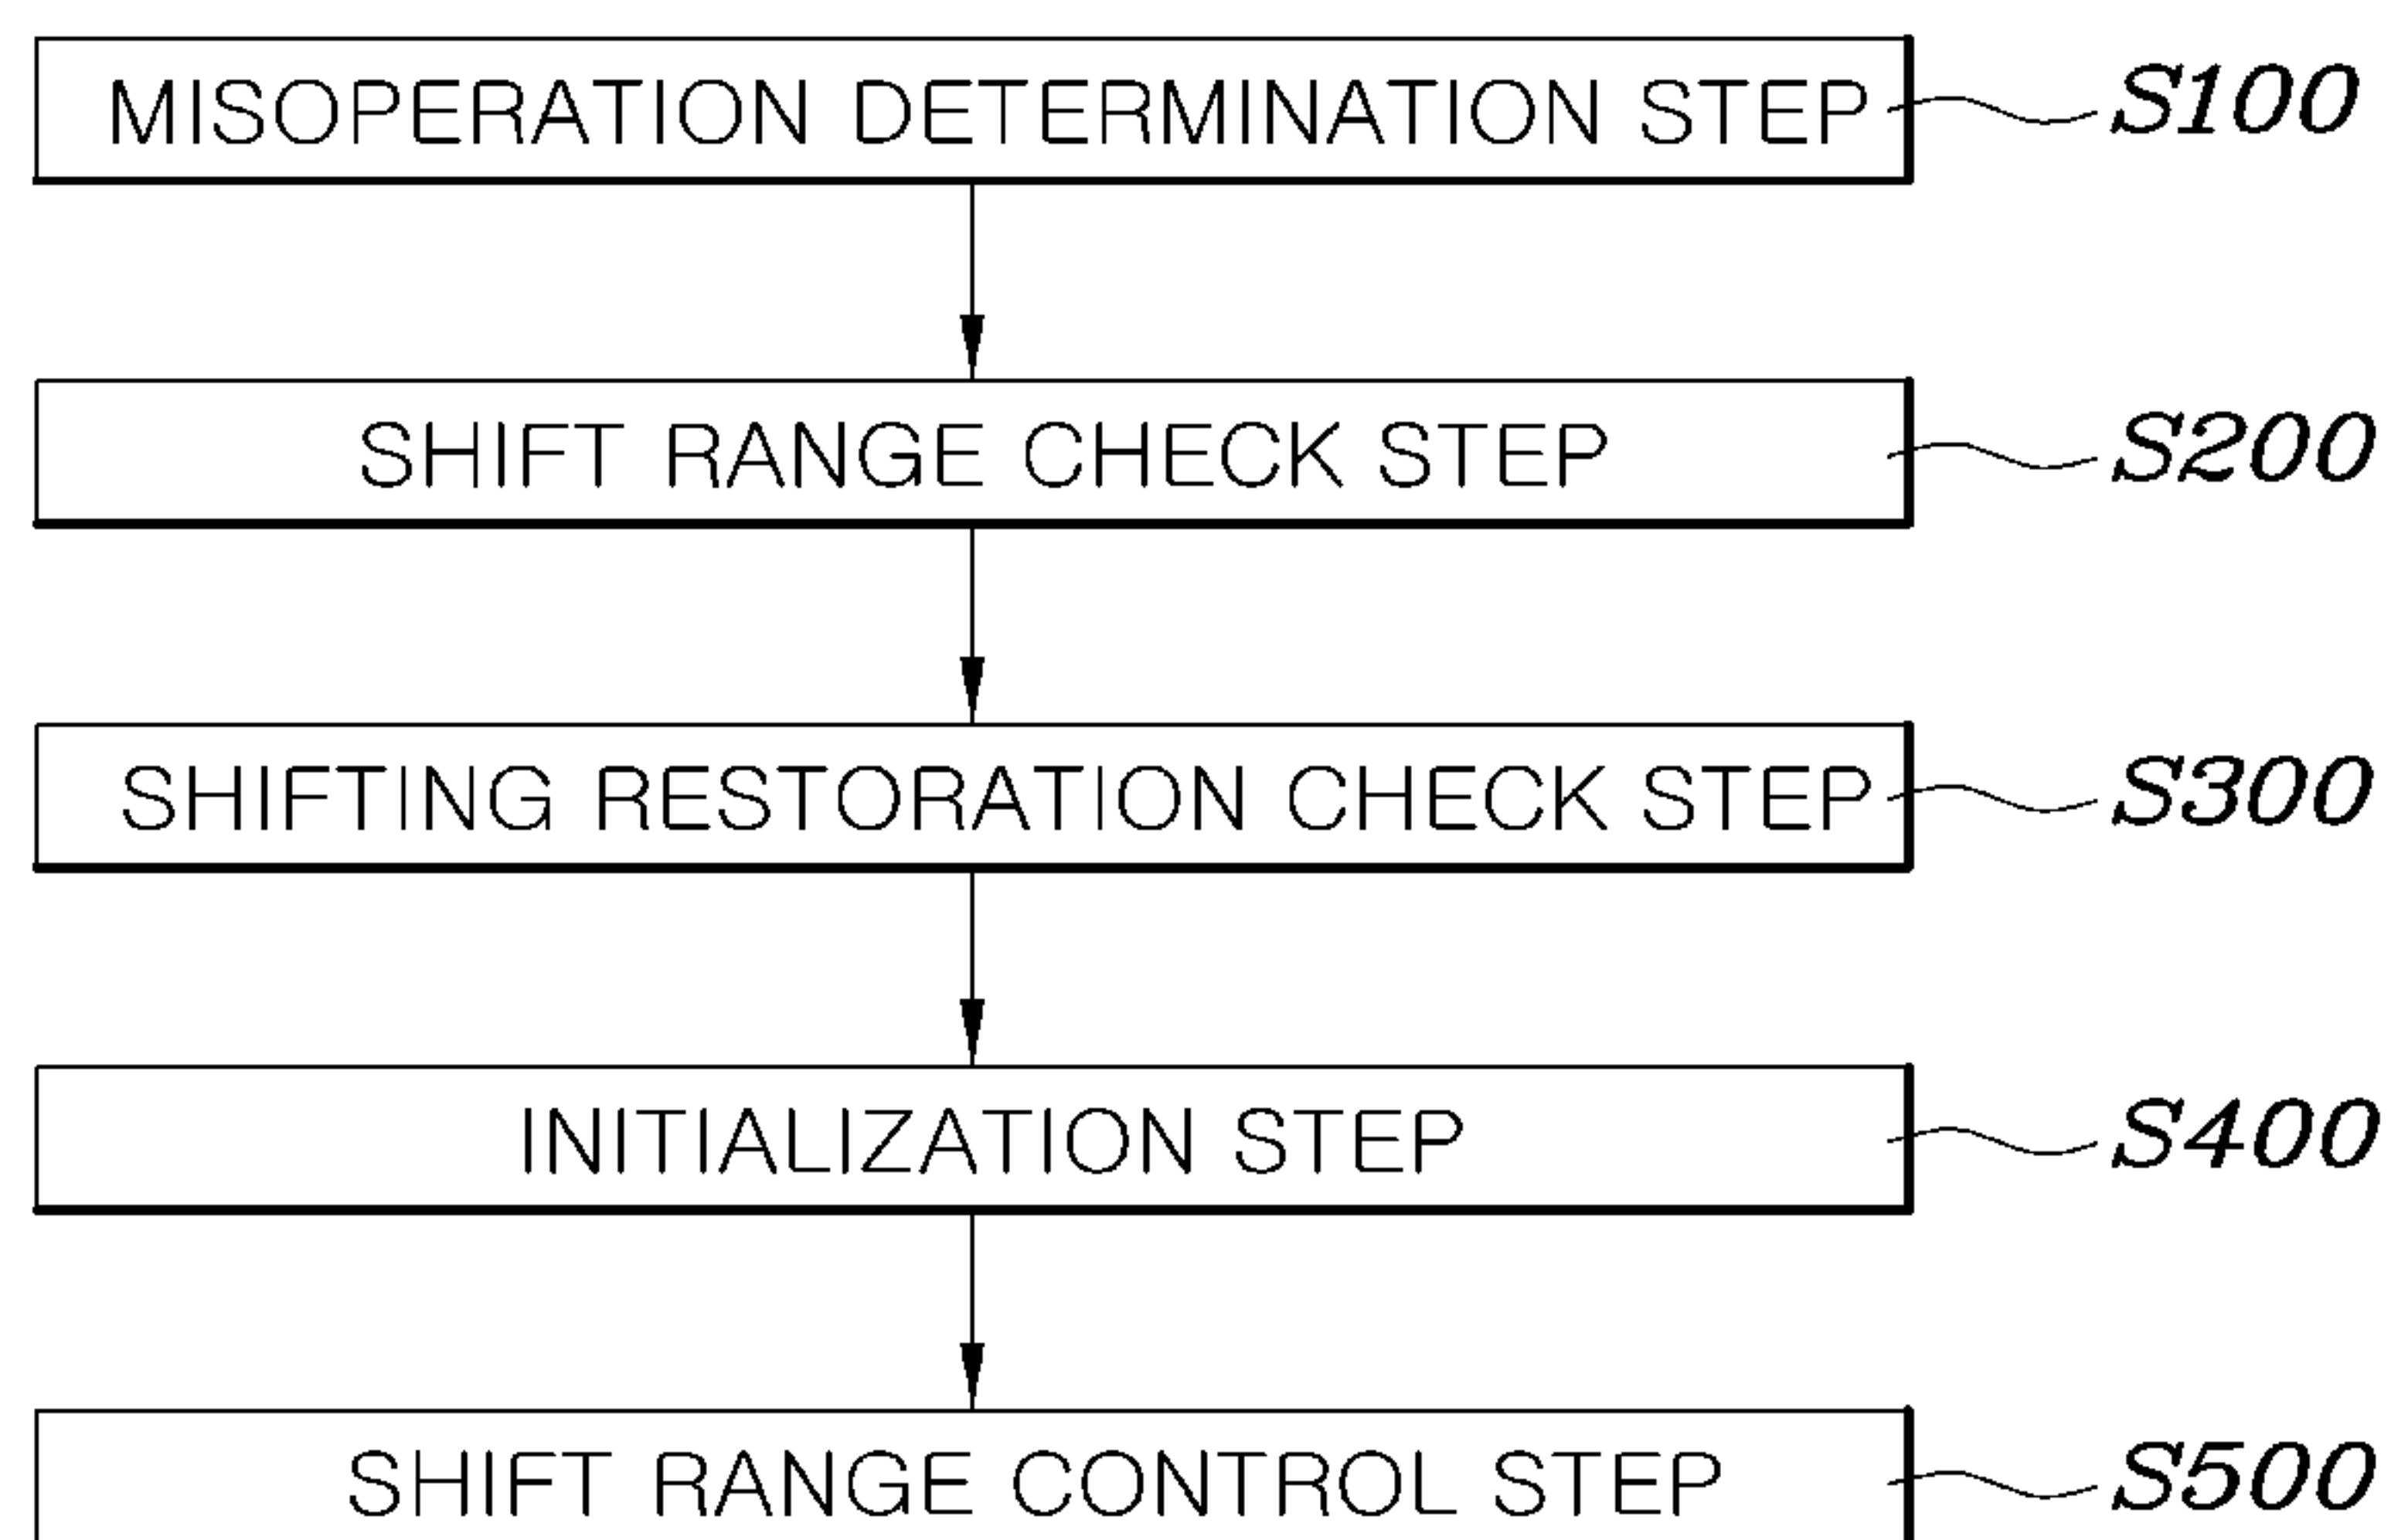 MISOPERATION DETERMINATION STEP S100
SHIFT RANGE CHECK STEP S200
SHIFTING RESTORATION CHECK STEP S300
INITIALIZATION STEP S400
SHIFT RANGE CONTROL STEP S500